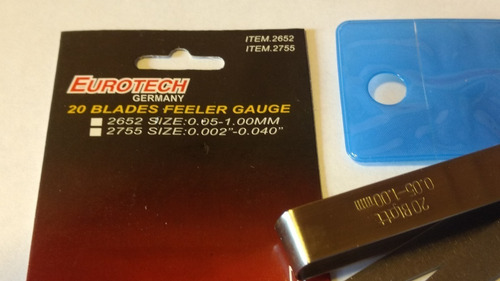 ITEM.2652
ITEM.2755
EUROTECH
GERMANY
20 BLADES FEELER GAUGE
2652 SIZE:0.05-1.00MM
2755 SIZE:0.002"-0.040"
20Blatt
0.05-1.00mm